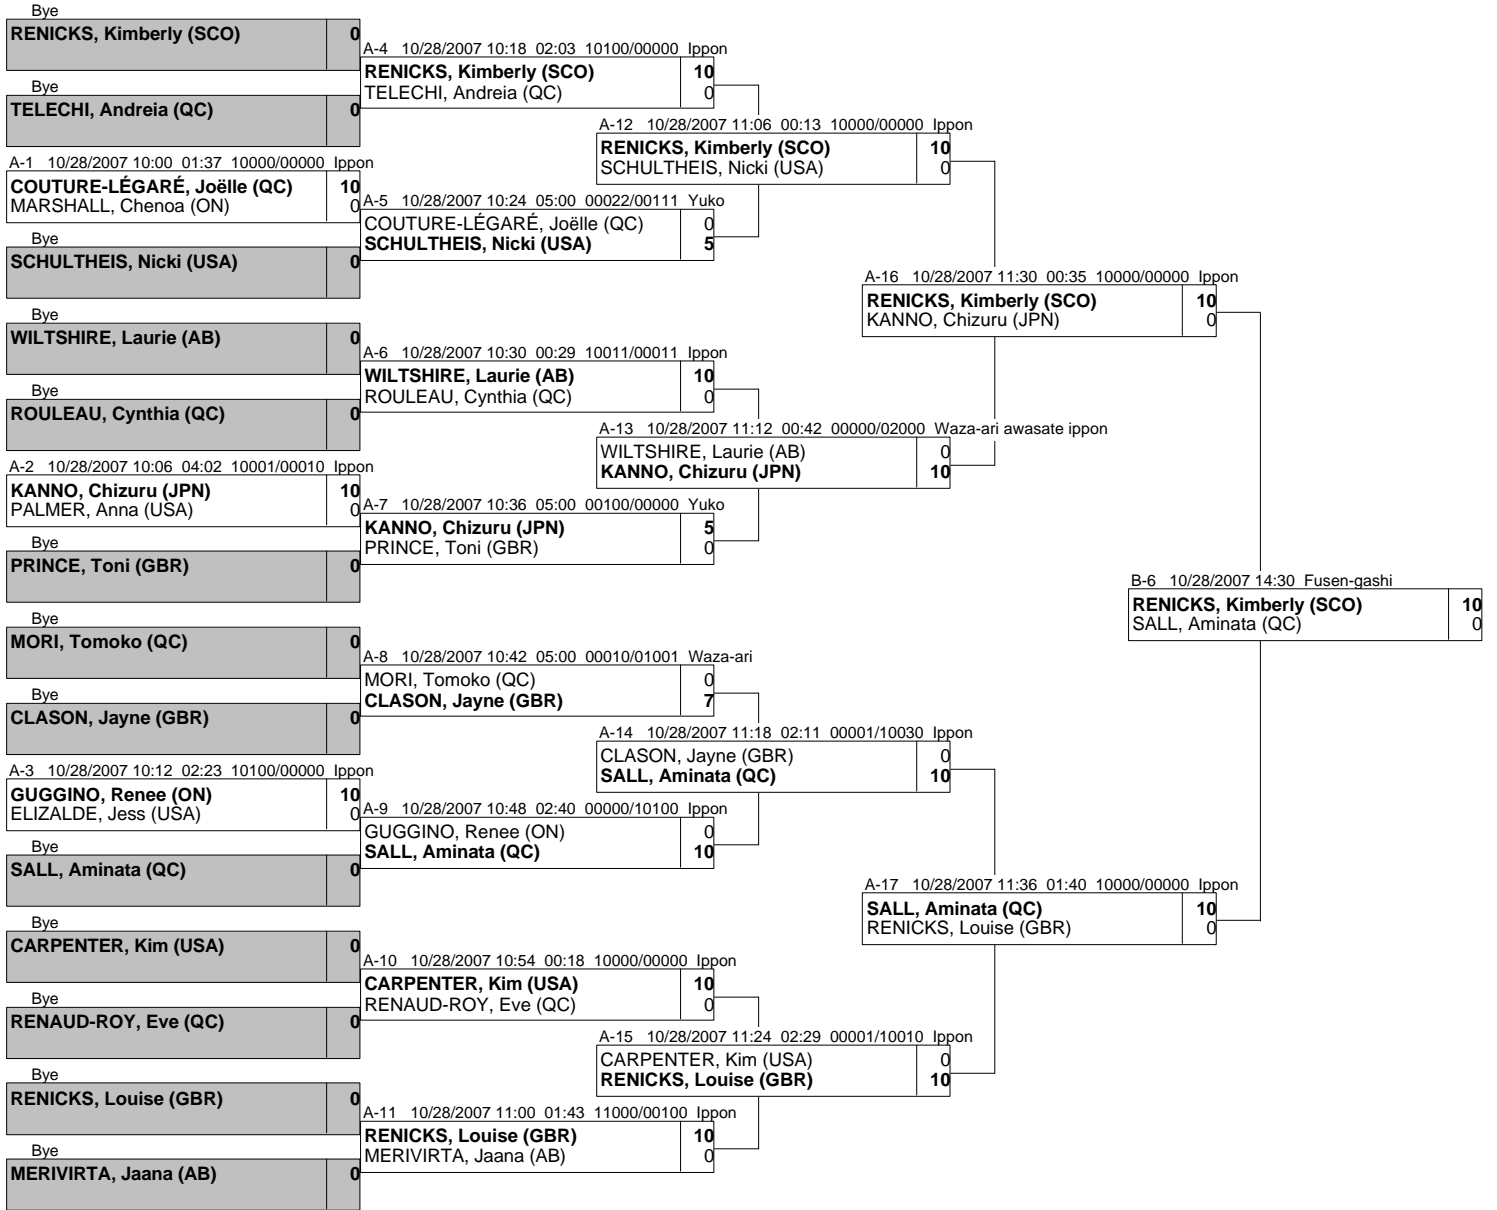 Bye
RENICKS, Kimberly (SCO) 0
Bye
TELECHI, Andreia (QC) 0
A-1 10/28/2007 10:00 01:37 10000/00000 Ippon
COUTURE-LÉGARÉ, Joëlle (QC) 10
MARSHALL, Chenoa (ON) 0
Bye
SCHULTHEIS, Nicki (USA) 0
Bye
WILTSHIRE, Laurie (AB) 0
Bye
ROULEAU, Cynthia (QC) 0
A-2 10/28/2007 10:06 04:02 10001/00010 Ippon
KANNO, Chizuru (JPN) 10
PALMER, Anna (USA) 0
Bye
PRINCE, Toni (GBR) 0
Bye
MORI, Tomoko (QC) 0
Bye
CLASON, Jayne (GBR) 0
A-3 10/28/2007 10:12 02:23 10100/00000 Ippon
GUGGINO, Renee (ON) 10
ELIZALDE, Jess (USA) 0
Bye
SALL, Aminata (QC) 0
Bye
CARPENTER, Kim (USA) 0
Bye
RENAUD-ROY, Eve (QC) 0
Bye
RENICKS, Louise (GBR) 0
Bye
MERIVIRTA, Jaana (AB) 0
A-4 10/28/2007 10:18 02:03 10100/00000 Ippon
RENICKS, Kimberly (SCO) 10
TELECHI, Andreia (QC) 0
A-5 10/28/2007 10:24 05:00 00022/00111 Yuko
COUTURE-LÉGARÉ, Joëlle (QC) 0
SCHULTHEIS, Nicki (USA) 5
A-6 10/28/2007 10:30 00:29 10011/00011 Ippon
WILTSHIRE, Laurie (AB) 10
ROULEAU, Cynthia (QC) 0
A-7 10/28/2007 10:36 05:00 00100/00000 Yuko
KANNO, Chizuru (JPN) 5
PRINCE, Toni (GBR) 0
A-8 10/28/2007 10:42 05:00 00010/01001 Waza-ari
MORI, Tomoko (QC) 0
CLASON, Jayne (GBR) 7
A-9 10/28/2007 10:48 02:40 00000/10100 Ippon
GUGGINO, Renee (ON) 0
SALL, Aminata (QC) 10
A-10 10/28/2007 10:54 00:18 10000/00000 Ippon
CARPENTER, Kim (USA) 10
RENAUD-ROY, Eve (QC) 0
A-11 10/28/2007 11:00 01:43 11000/00100 Ippon
RENICKS, Louise (GBR) 10
MERIVIRTA, Jaana (AB) 0
A-12 10/28/2007 11:06 00:13 10000/00000 Ippon
RENICKS, Kimberly (SCO) 10
SCHULTHEIS, Nicki (USA) 0
A-13 10/28/2007 11:12 00:42 00000/02000 Waza-ari awasate ippon
WILTSHIRE, Laurie (AB) 0
KANNO, Chizuru (JPN) 10
A-14 10/28/2007 11:18 02:11 00001/10030 Ippon
CLASON, Jayne (GBR) 0
SALL, Aminata (QC) 10
A-15 10/28/2007 11:24 02:29 00001/10010 Ippon
CARPENTER, Kim (USA) 0
RENICKS, Louise (GBR) 10
A-16 10/28/2007 11:30 00:35 10000/00000 Ippon
RENICKS, Kimberly (SCO) 10
KANNO, Chizuru (JPN) 0
A-17 10/28/2007 11:36 01:40 10000/00000 Ippon
SALL, Aminata (QC) 10
RENICKS, Louise (GBR) 0
B-6 10/28/2007 14:30 Fusen-gashi
RENICKS, Kimberly (SCO) 10
SALL, Aminata (QC) 0